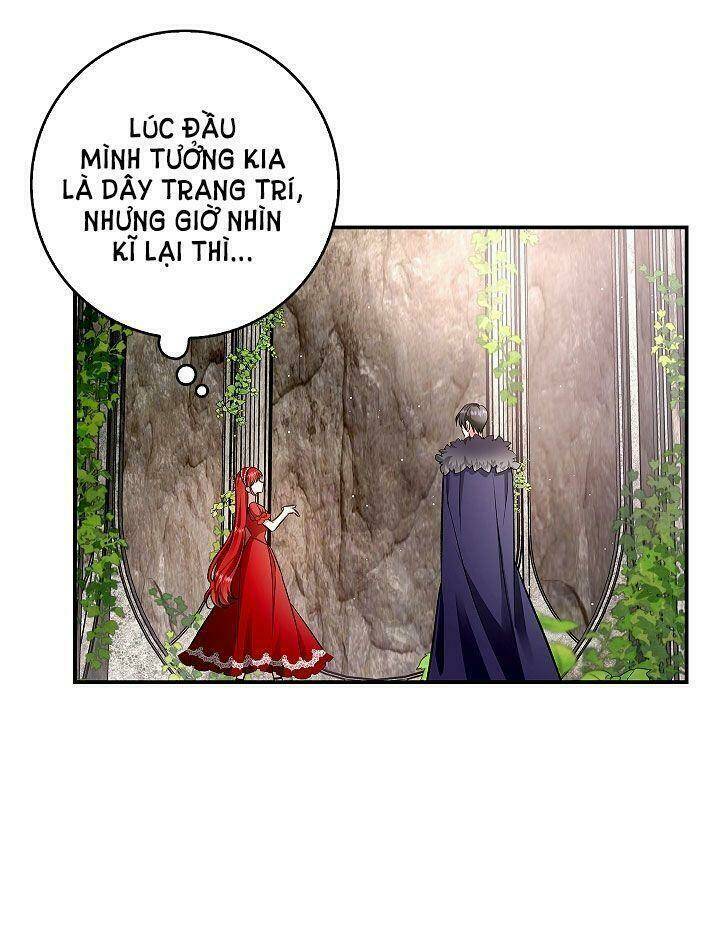 LÚC ĐẦU
MÌNH TƯỞNG KIA
LÀ DÂY TRANG TRÍ,
NHƯNG GIỜ NHÌN
KĨ LẠI THÌ...